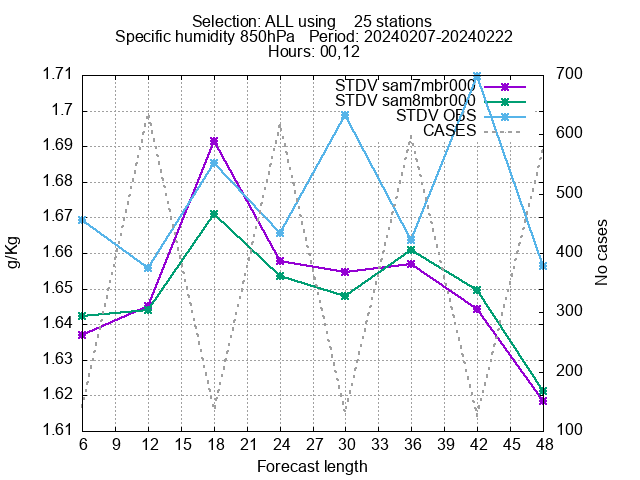 Selection: ALL using    25 stations
Specific humidity 850hPa   Period: 20240207-20240222
Hours: 00,12
STDV sam7mbr000
STDV sam8mbr000
STDV OBS
CASES
1.71
1.7
1.69
1.68
1.67
1.66
1.65
1.64
1.63
1.62
1.61
g/Kg
700
600
500
400
300
200
100
No cases
6 9 12 15 18 21 24 27 30 33 36 39 42 45 48
Forecast length